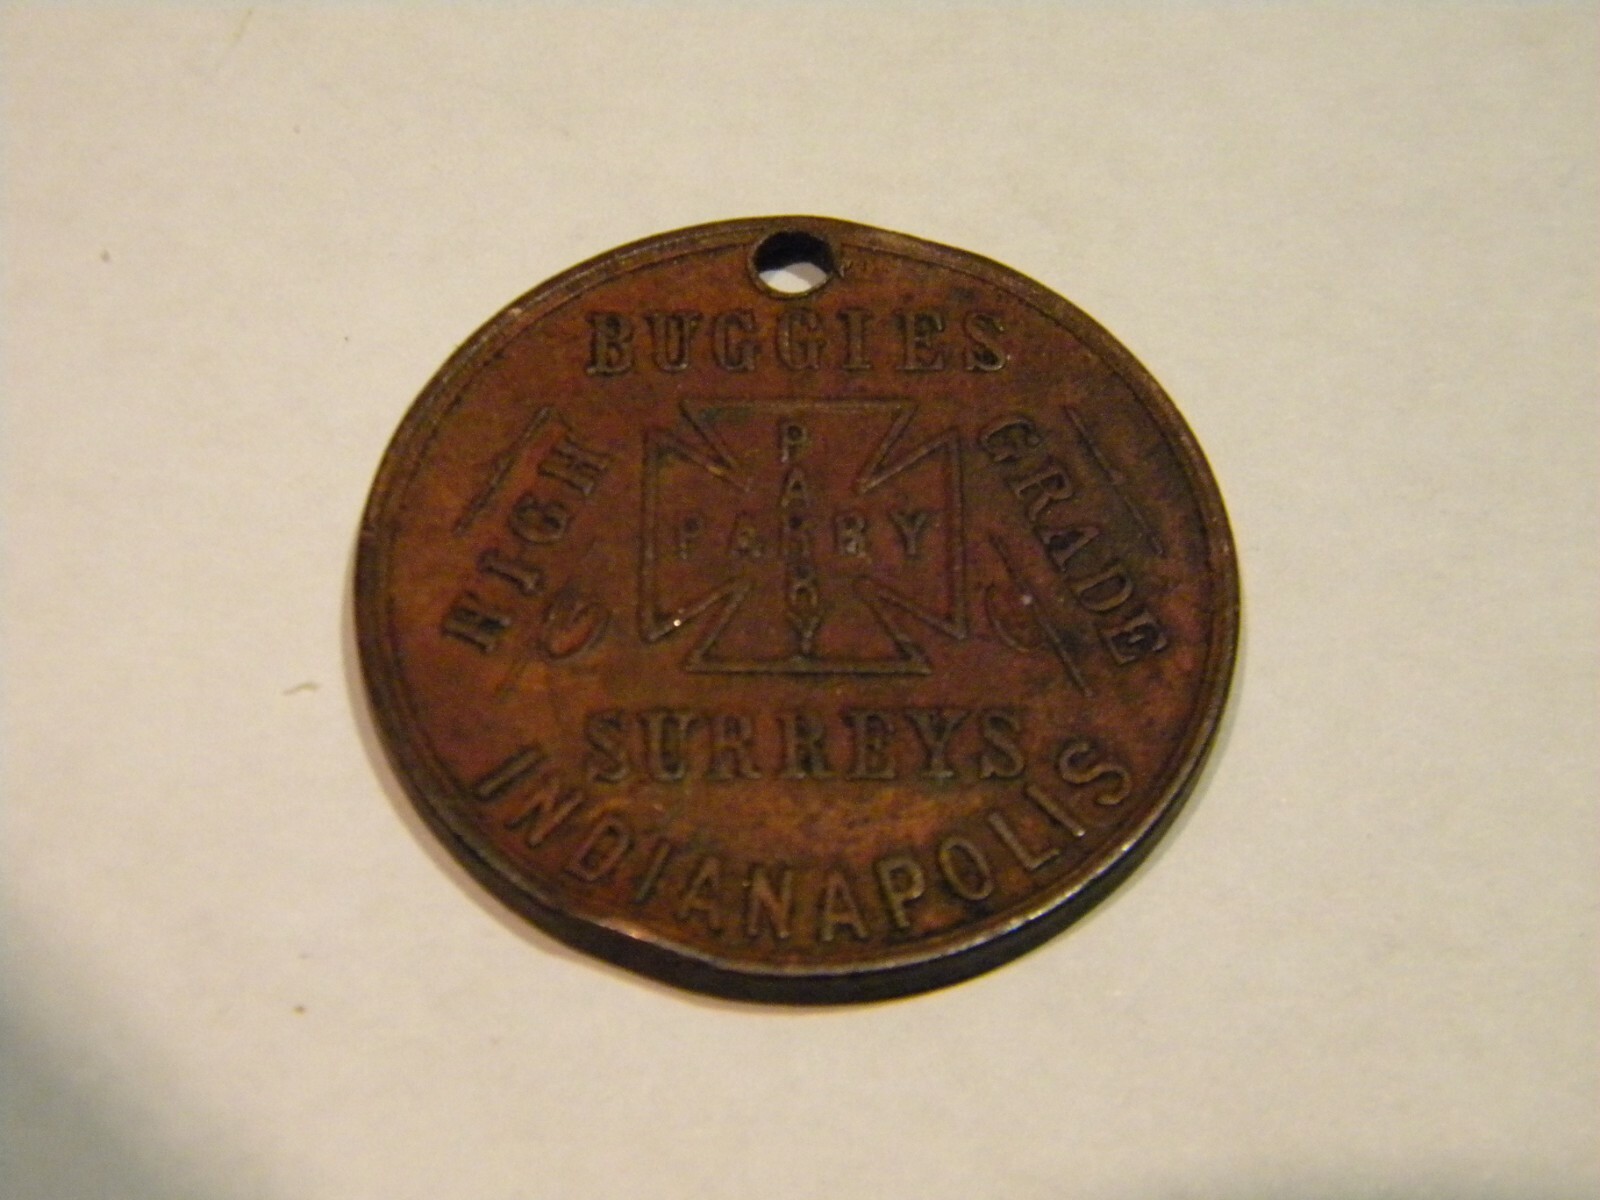 BUGGIES
HIGH
GRADE
PARRY
PARRY
SURREYS
INDIANAPOLIS